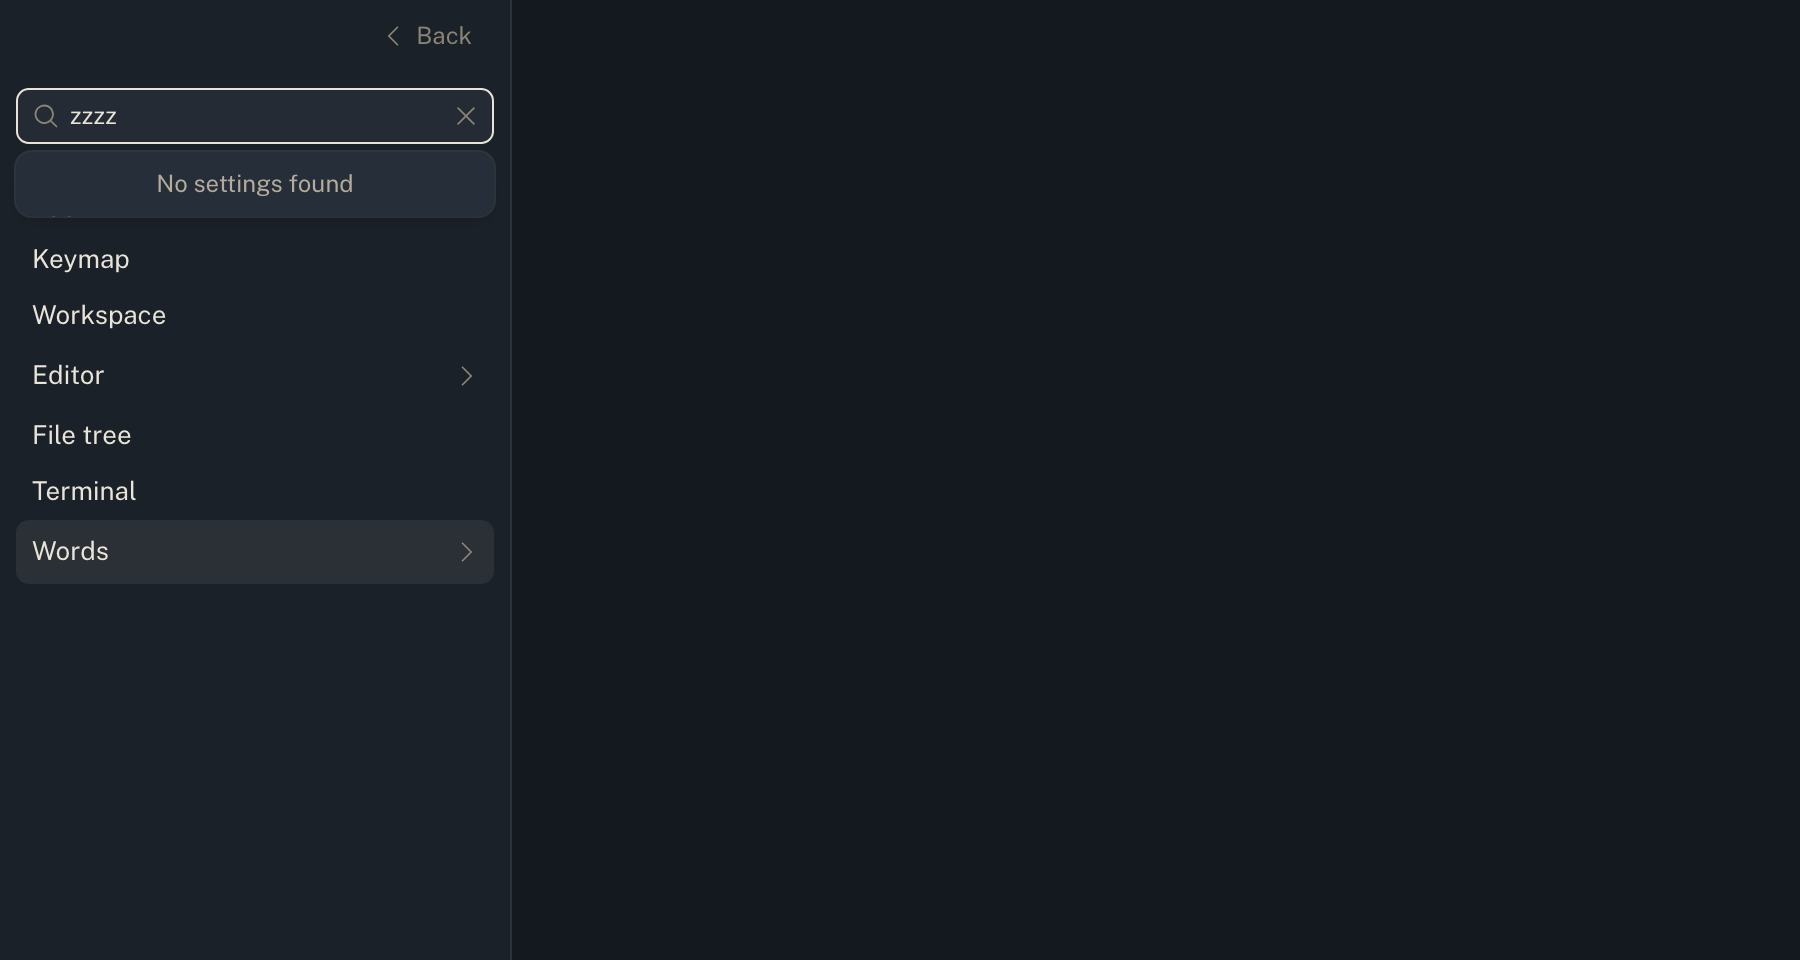 Back
zzzz
No settings found
Keymap
Workspace
Editor
File tree
Terminal
Words